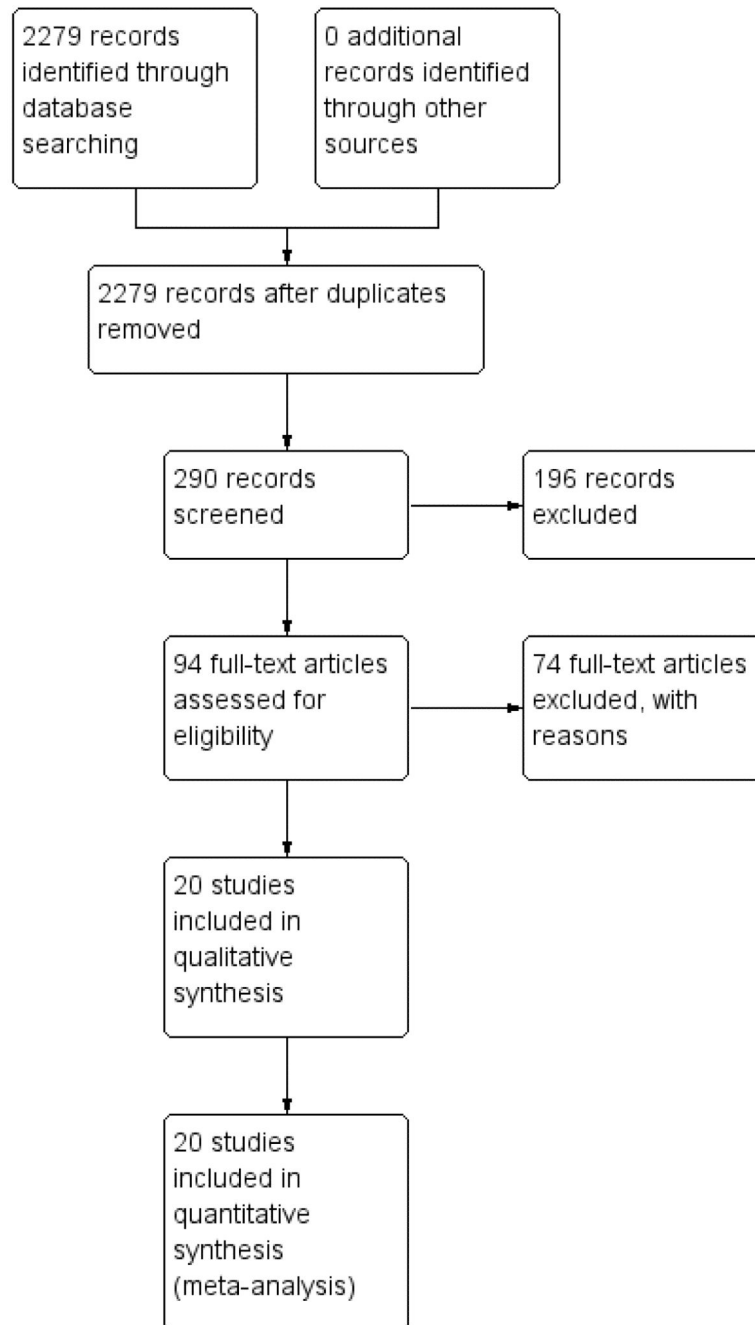 2279 records
identified through
database
searching
0 additional
records identified
through other
sources
2279 records after duplicates
removed
290 records
screened
196 records
excluded
94 full-text articles
assessed for
eligibility
74 full-text articles
excluded, with
reasons
20 studies
included in
qualitative
synthesis
20 studies
included in
quantitative
synthesis
(meta-analysis)